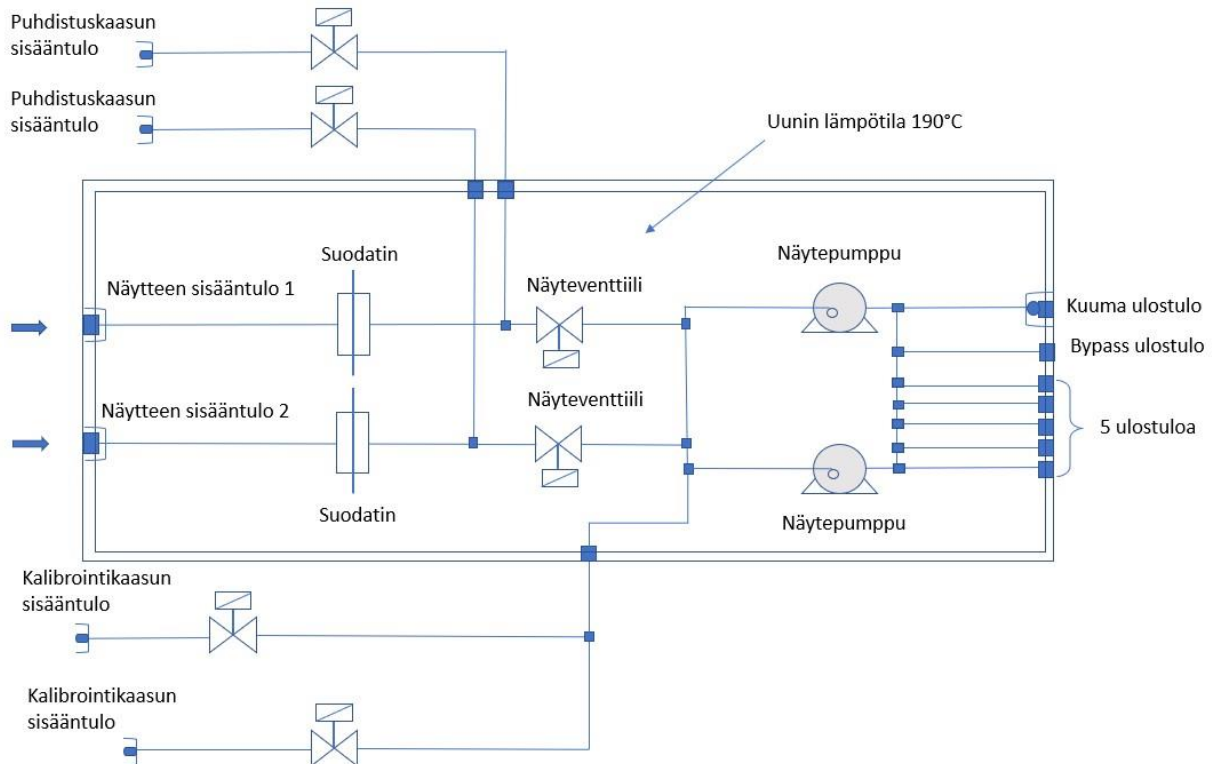 Puhdistuskaasun
sisääntulo
Puhdistuskaasun
sisääntulo
Uunin lämpötila 190°C
Suodatin
Näytepumppu
Näytteen sisääntulo 1
Näyteventtiili
Kuuma ulostulo
Bypass ulostulo
Näytteen sisääntulo 2
Näyteventtiili
5 ulostuloa
Suodatin
Näytepumppu
Kalibrointikaasun
sisääntulo
Kalibrointikaasun
sisääntulo